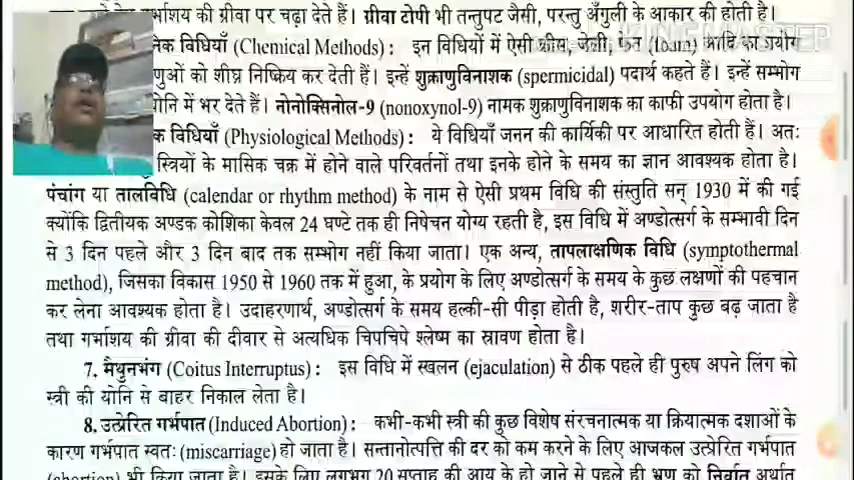 गर्भाशय की ग्रीवा पर चढ़ा देते हैं। ग्रीवा टोपी भी तन्तुपट जैसी, परन्तु अँगुली के आकार की होती है।
विधियाँ (Chemical Methods) : इन विधियों में ऐसी क्रीम, जेली, फेन (foam) आदि का प्रयोग
णुओं को शीघ्र निष्क्रिय कर देती हैं। इन्हें शुक्राणुविनाशक (spermicidal) पदार्थ कहते हैं। इन्हें सम्भोग
योनि में भर देते हैं। नोनोक्सिनोल-9 (nonoxynol-9) नामक शुक्राणुविनाशक का काफी उपयोग होता है।
क विधियाँ (Physiological Methods) : ये विधियाँ जनन की कार्यिकी पर आधारित होती हैं। अतः
स्त्रियों के मासिक चक्र में होने वाले परिवर्तनों तथा इनके होने के समय का ज्ञान आवश्यक होता है।
पंचांग या तालविधि (calendar or rhythm method) के नाम से ऐसी प्रथम विधि की संस्तुति सन् 1930 में की गई
क्योंकि द्वितीयक अण्डक कोशिका केवल 24 घण्टे तक ही निषेचन योग्य रहती है, इस विधि में अण्डोत्सर्ग के सम्भावी दिन
से 3 दिन पहले और 3 दिन बाद तक सम्भोग नहीं किया जाता। एक अन्य, तापलाक्षणिक विधि (symptothermal
method), जिसका विकास 1950 से 1960 तक में हुआ, के प्रयोग के लिए अण्डोत्सर्ग के समय के कुछ लक्षणों की पहचान
कर लेना आवश्यक होता है। उदाहरणार्थ, अण्डोत्सर्ग के समय हल्की-सी पीड़ा होती है, शरीर-ताप कुछ बढ़ जाता है
तथा गर्भाशय की ग्रीवा की दीवार से अत्यधिक चिपचिपे श्लेष्म का स्रावण होता है।
7. मैथुनभंग (Coitus Interruptus) : इस विधि में स्खलन (ejaculation) से ठीक पहले ही पुरुष अपने लिंग को
स्त्री की योनि से बाहर निकाल लेता है।
8. उत्प्रेरित गर्भपात (Induced Abortion) : कभी-कभी स्त्री की कुछ विशेष संरचनात्मक या क्रियात्मक दशाओं के
कारण गर्भपात स्वतः (miscarriage) हो जाता है। सन्तानोत्पत्ति की दर को कम करने के लिए आजकल उत्प्रेरित गर्भपात
(abortion) भी किया जाता है। इसके लिए लगभग 20 सप्ताह की आयु के हो जाने से पहले ही भ्रूण को निर्वात अर्थात